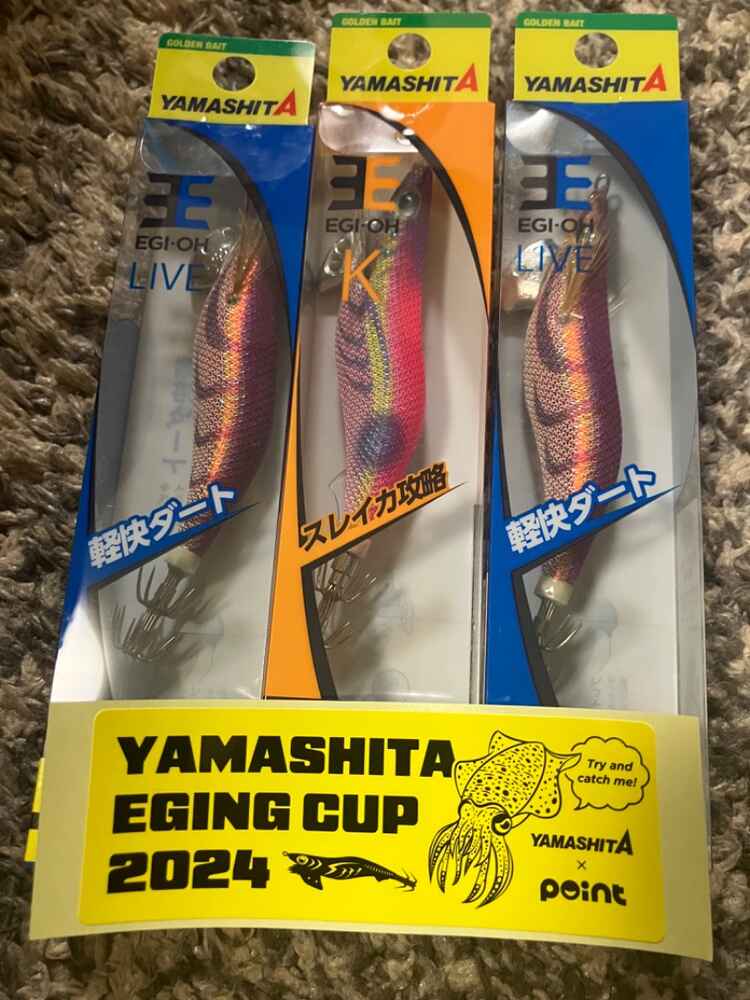 GOLDEN BAIT
YAMASHITA
EGI-OH
LIVE
軽快ダート
GOLDEN BAIT
YAMASHITA
EGI-OH
K
スレイカ攻略
GOLDEN BAIT
YAMASHITA
EGI-OH
LIVE
軽快ダート
YAMASHITA
EGING CUP
2024
Try and
catch me!
YAMASHITA
×
point